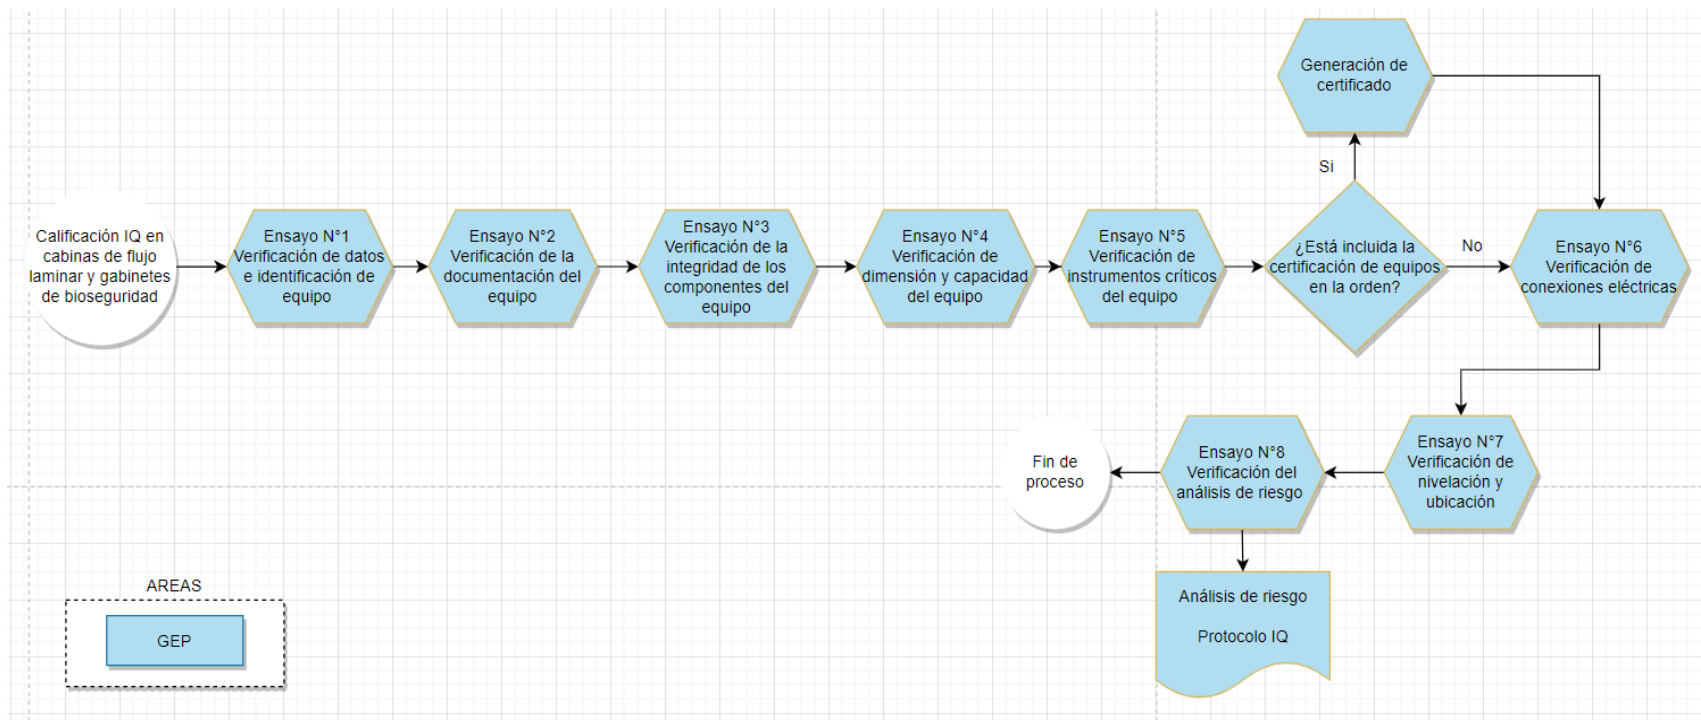 Calificación IQ en
cabinas de flujo
laminar y gabinetes
de bioseguridad
Ensayo N°1
Verificación de datos
e identificación de
equipo
Ensayo N°2
Verificación de la
documentación del
equipo
Ensayo N°3
Verificación de la
integridad de los
componentes del
equipo
Ensayo N°4
Verificación de
dimensión y capacidad
del equipo
Ensayo N°5
Verificación de
instrumentos críticos
del equipo
¿Está incluida la
certificación de equipos
en la orden?
Si
Generación de
certificado
No
Ensayo N°6
Verificación de
conexiones eléctricas
Ensayo N°7
Verificación de
nivelación y
ubicación
Ensayo N°8
Verificación del
análisis de riesgo
Fin de
proceso
Análisis de riesgo
Protocolo IQ
AREAS
GEP